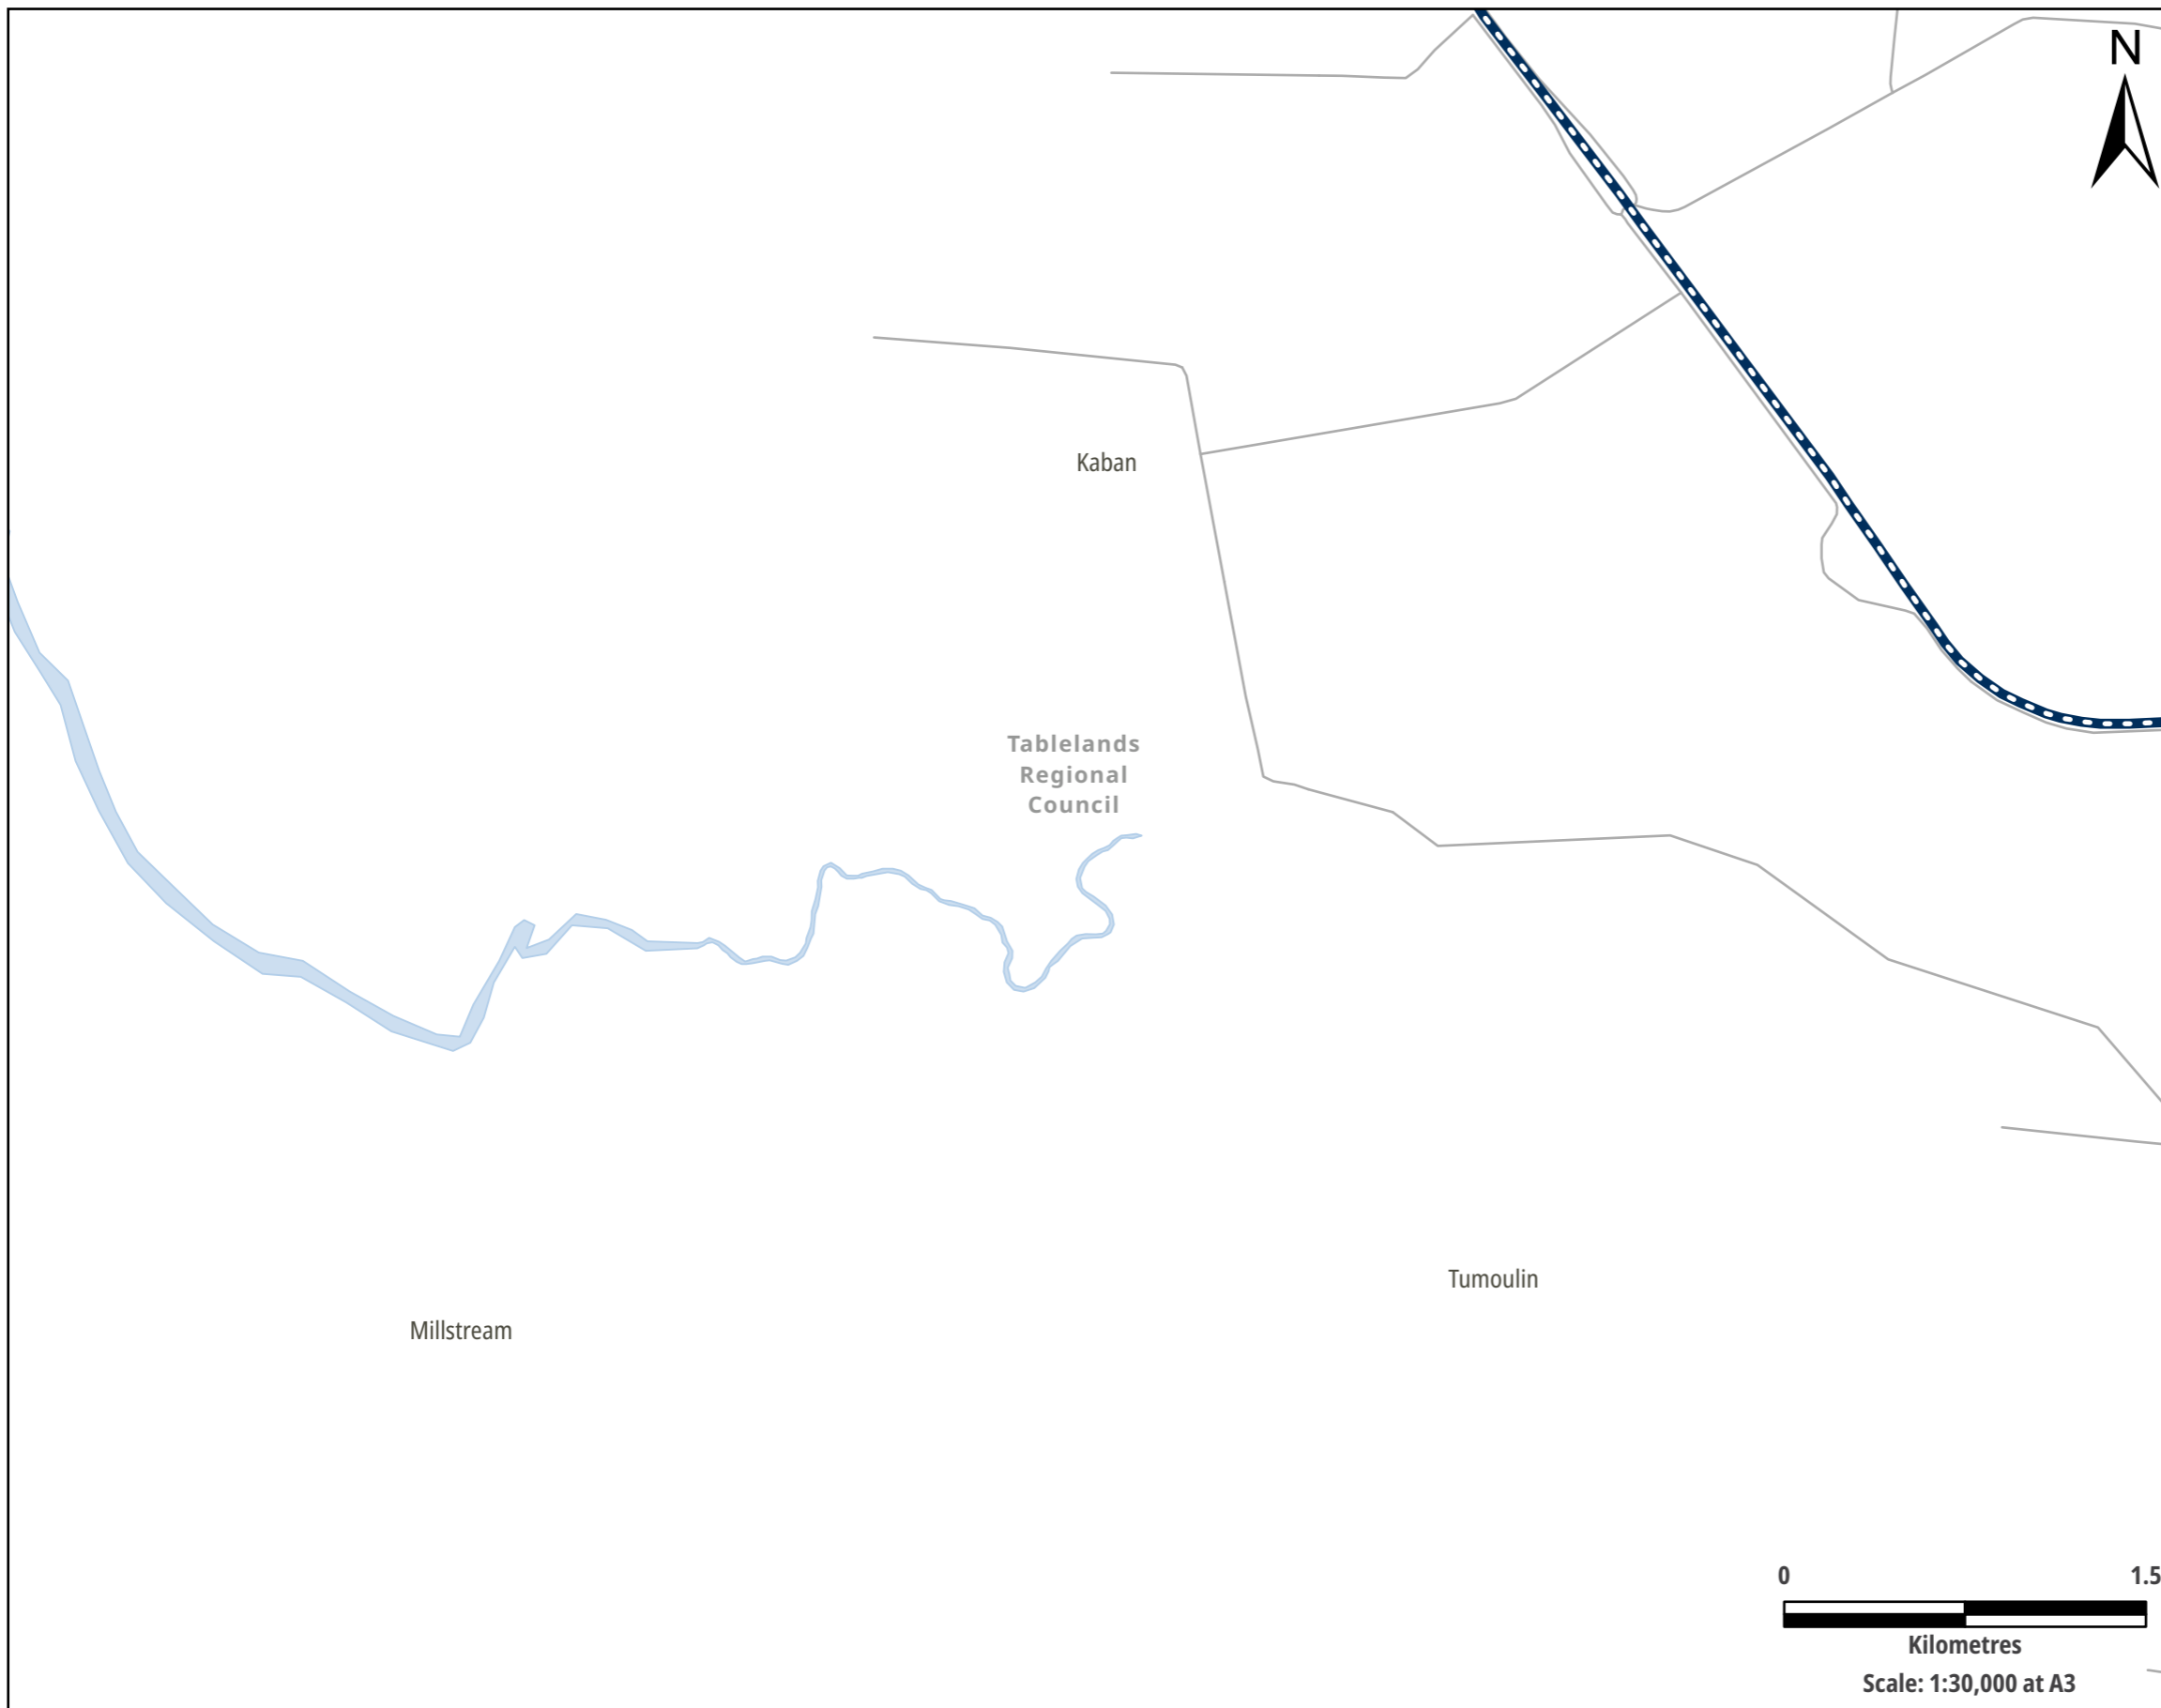 N
Kaban
Tablelands
Regional
Council
Tumoulin
Millstream
0 1.5
Kilometres
Scale: 1:30,000 at A3